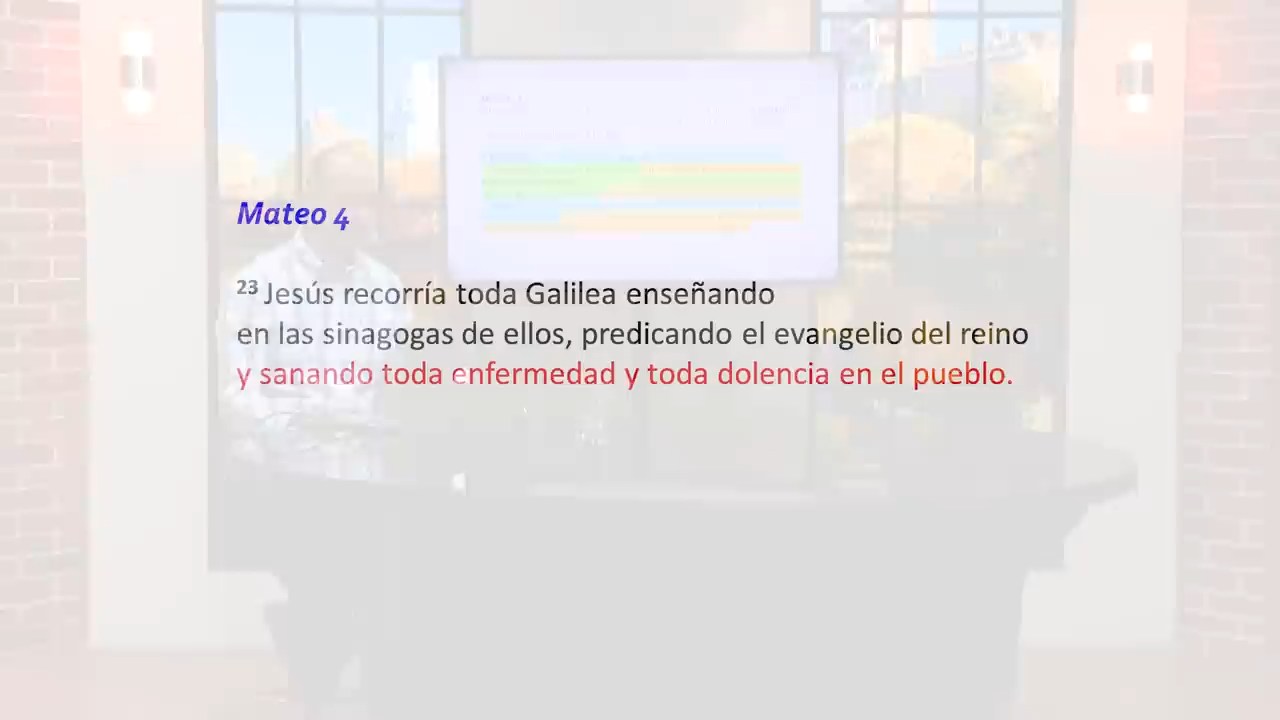 Mateo 4
23 Jesús recorría toda Galilea enseñando
en las sinagogas de ellos, predicando el evangelio del reino
y sanando toda enfermedad y toda dolencia en el pueblo.